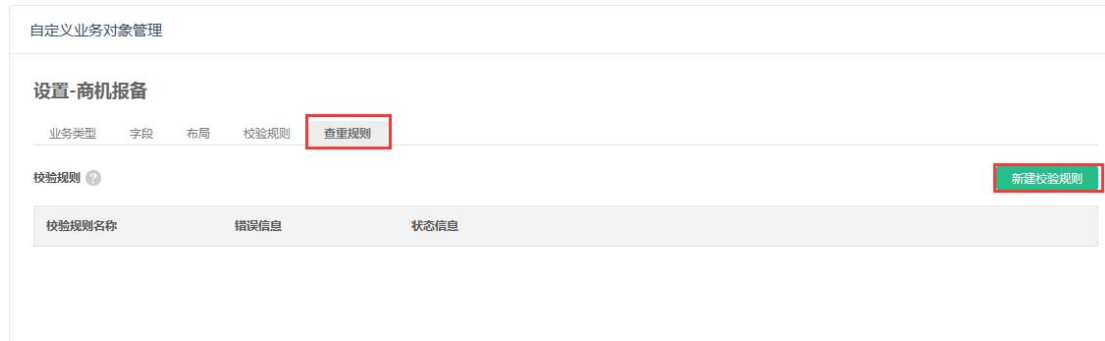 自定义业务对象管理
设置-商机报备
业务类型 字段 布局 校验规则 查重规则
校验规则 ? 新建校验规则
校验规则名称 错误信息 状态信息